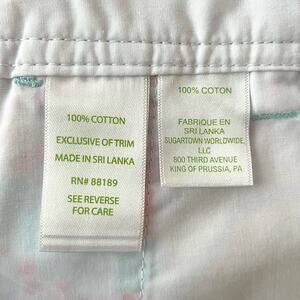 100% COTTON
EXCLUSIVE OF TRIM
MADE IN SRI LANKA
RN# 88189
SEE REVERSE
FOR CARE
100% COTON
FABRIQUE EN
SRI LANKA
SUGARTOWN WORLDWIDE,
LLC
800 THIRD AVENUE
KING OF PRUSSIA, PA